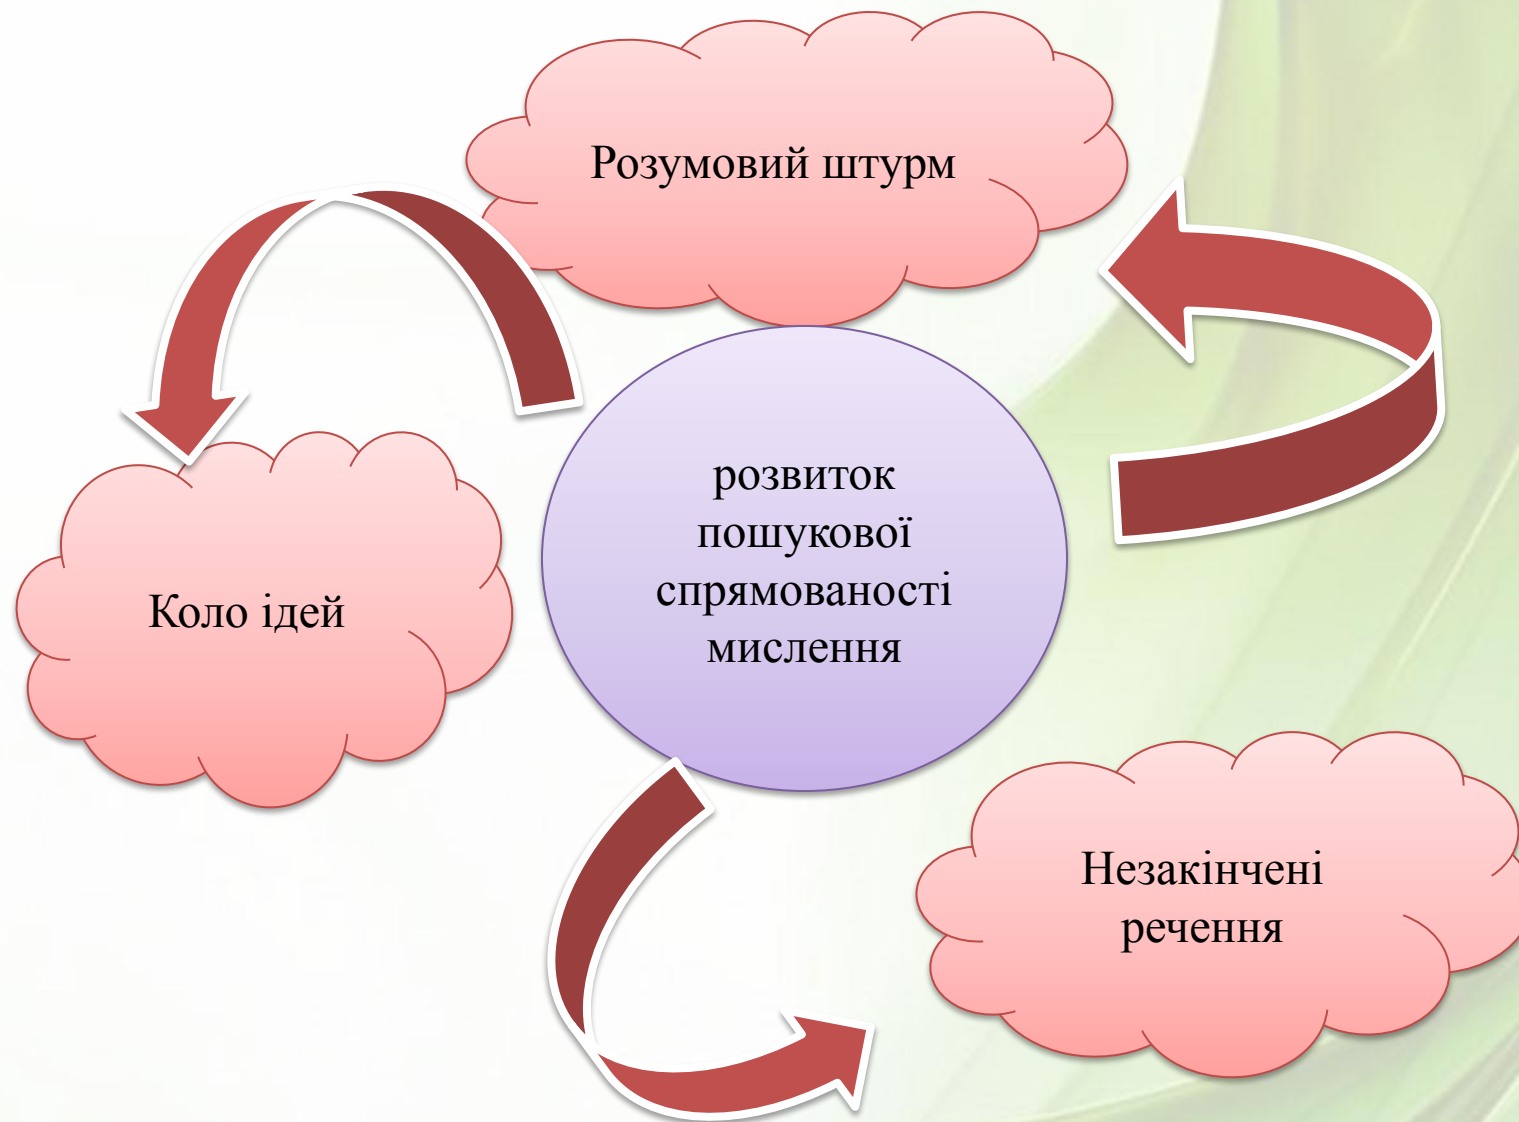 Розумовий штурм
розвиток
пошукової
спрямованості
мислення
Коло ідей
Незакінчені
речення